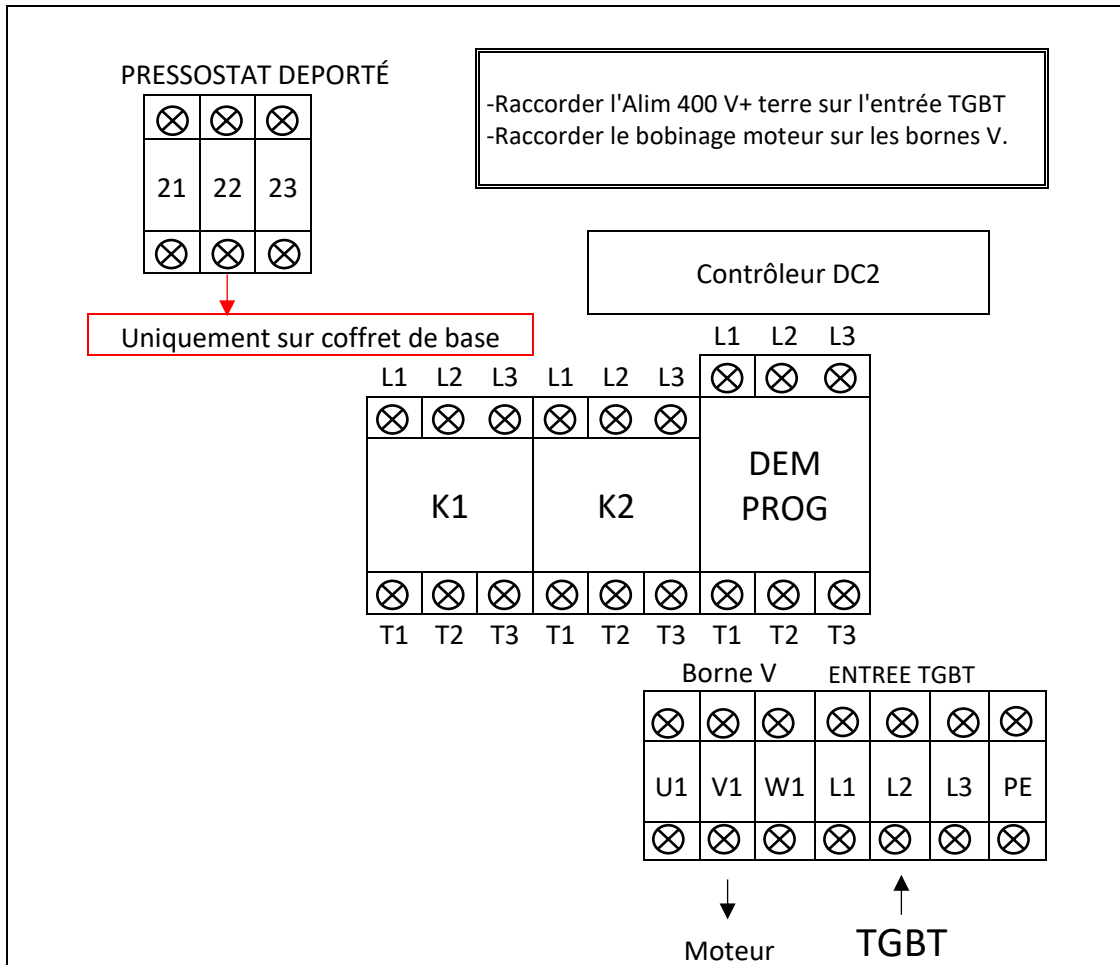 PRESSOSTAT DEPORTÉ
21 22 23
-Raccorder l'Alim 400 V+ terre sur l'entrée TGBT
-Raccorder le bobinage moteur sur les bornes V.
Contrôleur DC2
Uniquement sur coffret de base
L1 L2 L3
L1 L2 L3 L1 L2 L3
K1 K2 DEM
PROG
T1 T2 T3 T1 T2 T3 T1 T2 T3
Borne V ENTREE TGBT
U1 V1 W1 L1 L2 L3 PE
Moteur TGBT